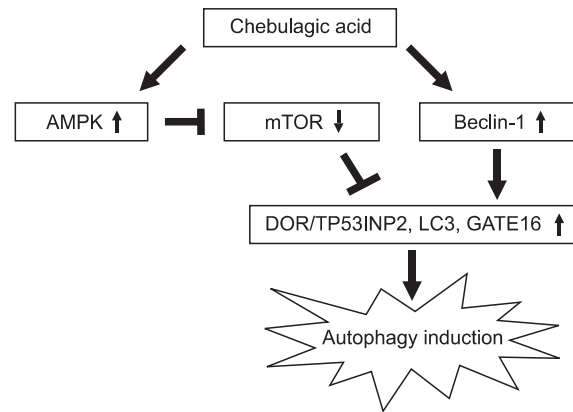 Chebulagic acid
AMPK
mTOR
Beclin-1
DOR/TP53INP2, LC3, GATE16
Autophagy induction